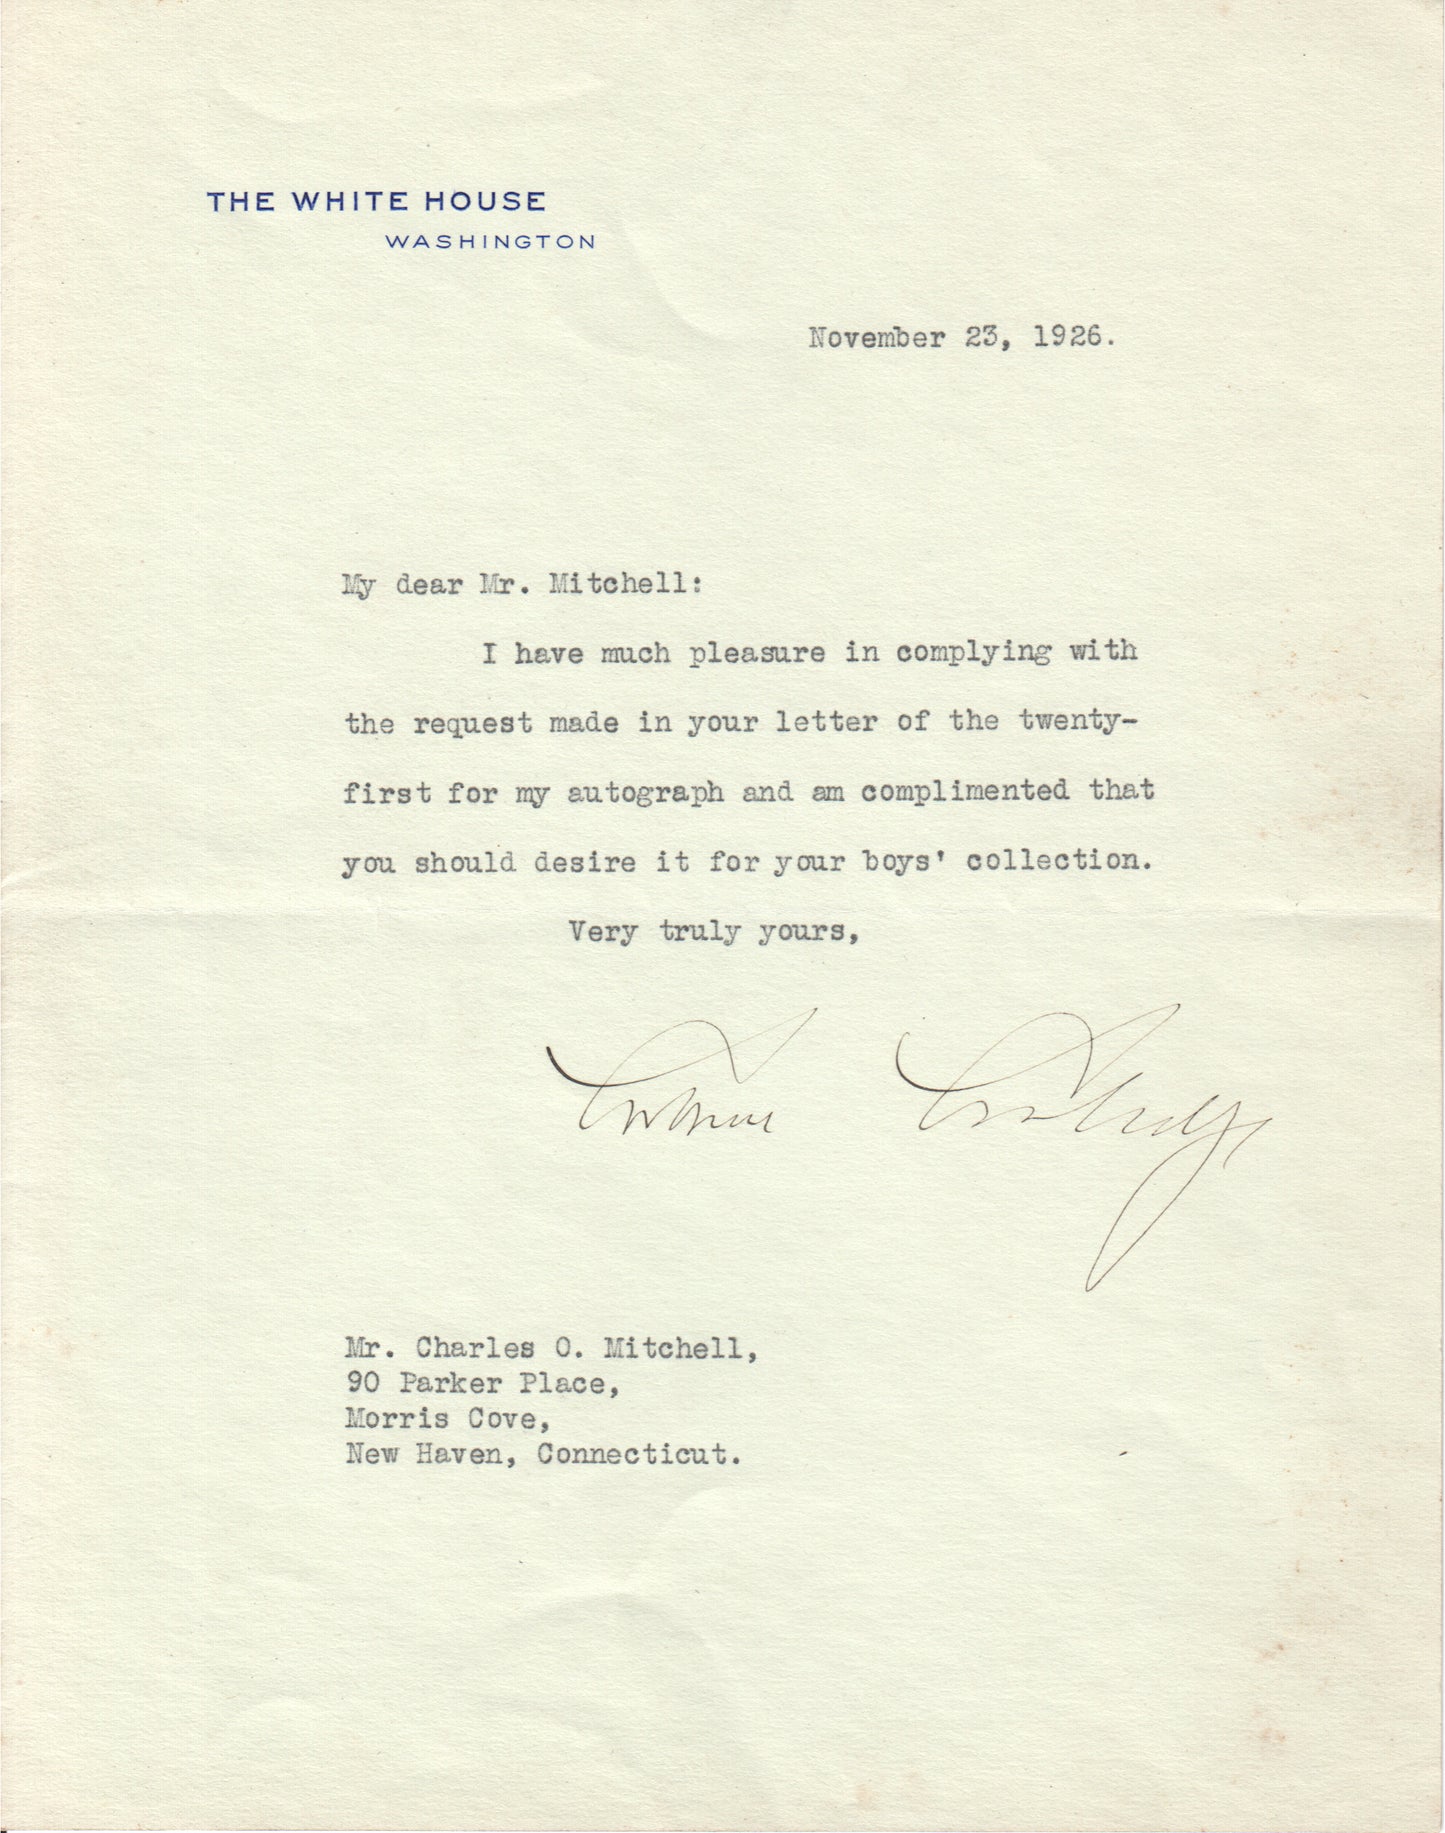 THE WHITE HOUSE
WASHINGTON
November 23, 1926.
My dear Mr. Mitchell:
I have much pleasure in complying with
the request made in your letter of the twenty-
first for my autograph and am complimented that
you should desire it for your boys' collection.
Very truly yours,
Calvin Coolidge
Mr. Charles O. Mitchell,
90 Parker Place,
Morris Cove,
New Haven, Connecticut.